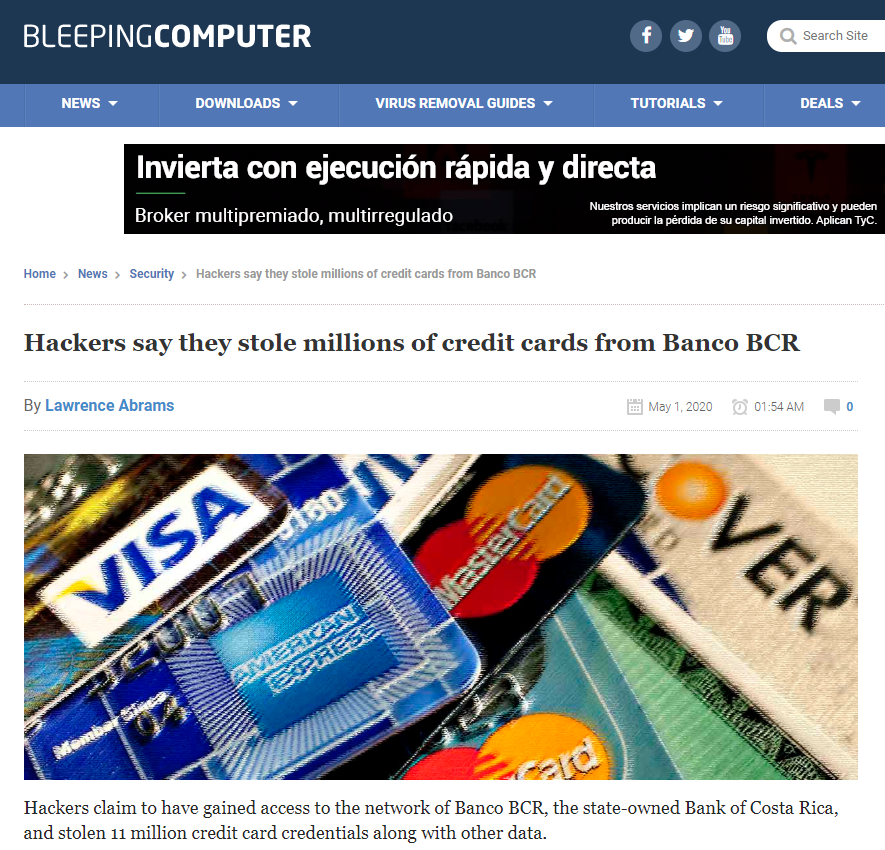 BLEEPINGCOMPUTER
Search Site
NEWS DOWNLOADS VIRUS REMOVAL GUIDES TUTORIALS DEALS
Invierta con ejecución rápida y directa
Broker multipremiado, multirregulado
Nuestros servicios implican un riesgo significativo y pueden
producir la pérdida de su capital invertido. Aplican TyC.
Home > News > Security > Hackers say they stole millions of credit cards from Banco BCR
Hackers say they stole millions of credit cards from Banco BCR
By Lawrence Abrams
May 1, 2020 01:54 AM 0
VISA
AMERICAN
EXPRESS
Member Since
94
MasterCard
OVER
Card
Hackers claim to have gained access to the network of Banco BCR, the state-owned Bank of Costa Rica,
and stolen 11 million credit card credentials along with other data.